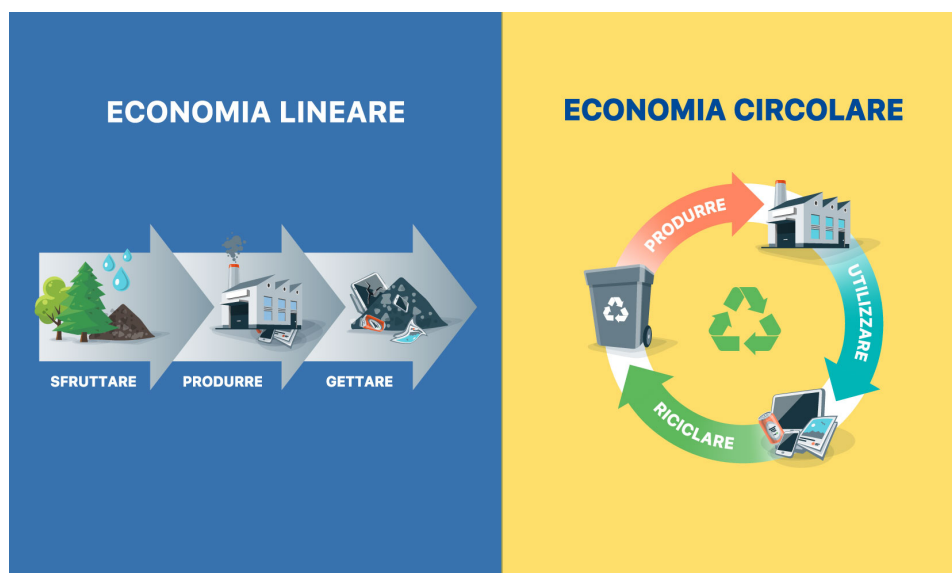 ECONOMIA LINEARE
SFRUTTARE
PRODURRE
GETTARE
ECONOMIA CIRCOLARE
PRODURRE
UTILIZZARE
RICICLARE